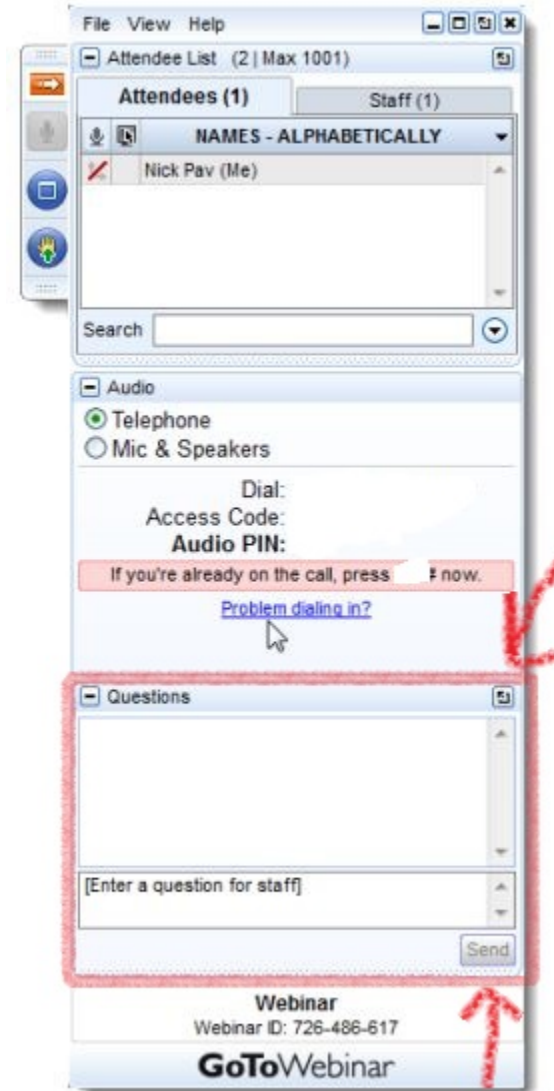 File View Help
Attendee List (2 | Max 1001)
Attendees (1) Staff (1)
NAMES - ALPHABETICALLY
Nick Pav (Me)
Search
Audio
Telephone
Mic & Speakers
Dial:
Access Code:
Audio PIN:
If you're already on the call, press # now.
Problem dialing in?
Questions
[Enter a question for staff]
Send
Webinar
Webinar ID: 726-486-617
GoToWebinar